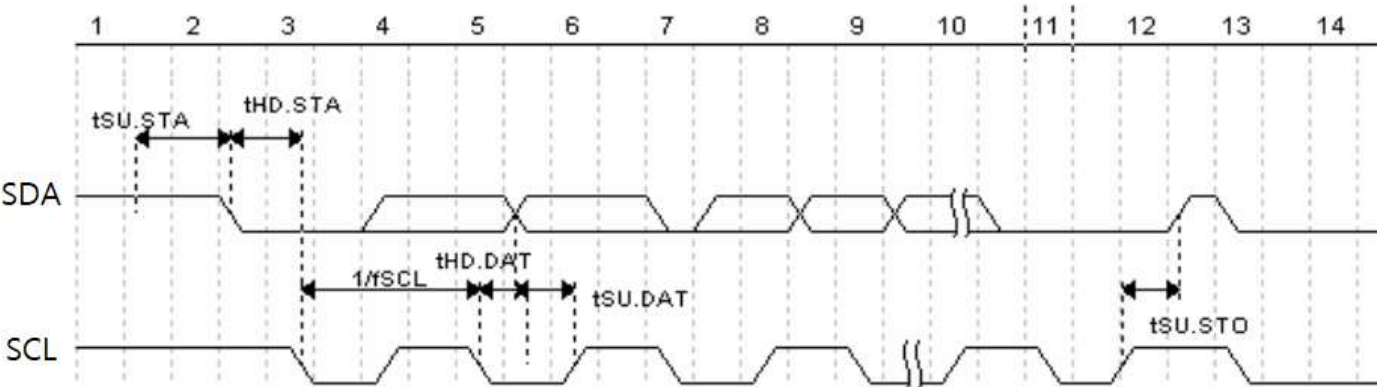 1 2 3 4 5 6 7 8 9 10 11 12 13 14
tHD.STA
tSU.STA
SDA
tHD.DAT
1/fSCL
tSU.DAT
tSU.STO
SCL